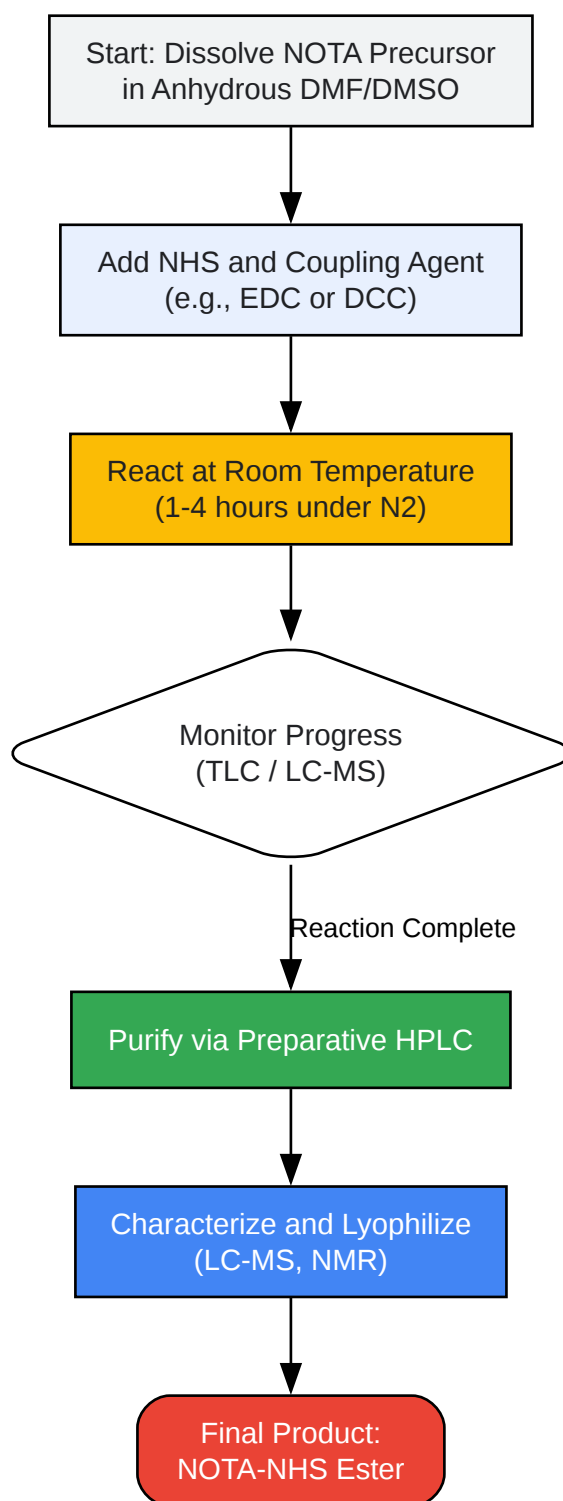 Start: Dissolve NOTA Precursor
in Anhydrous DMF/DMSO
Add NHS and Coupling Agent
(e.g., EDC or DCC)
React at Room Temperature
(1-4 hours under N2)
Monitor Progress
(TLC / LC-MS)
Reaction Complete
Purify via Preparative HPLC
Characterize and Lyophilize
(LC-MS, NMR)
Final Product:
NOTA-NHS Ester